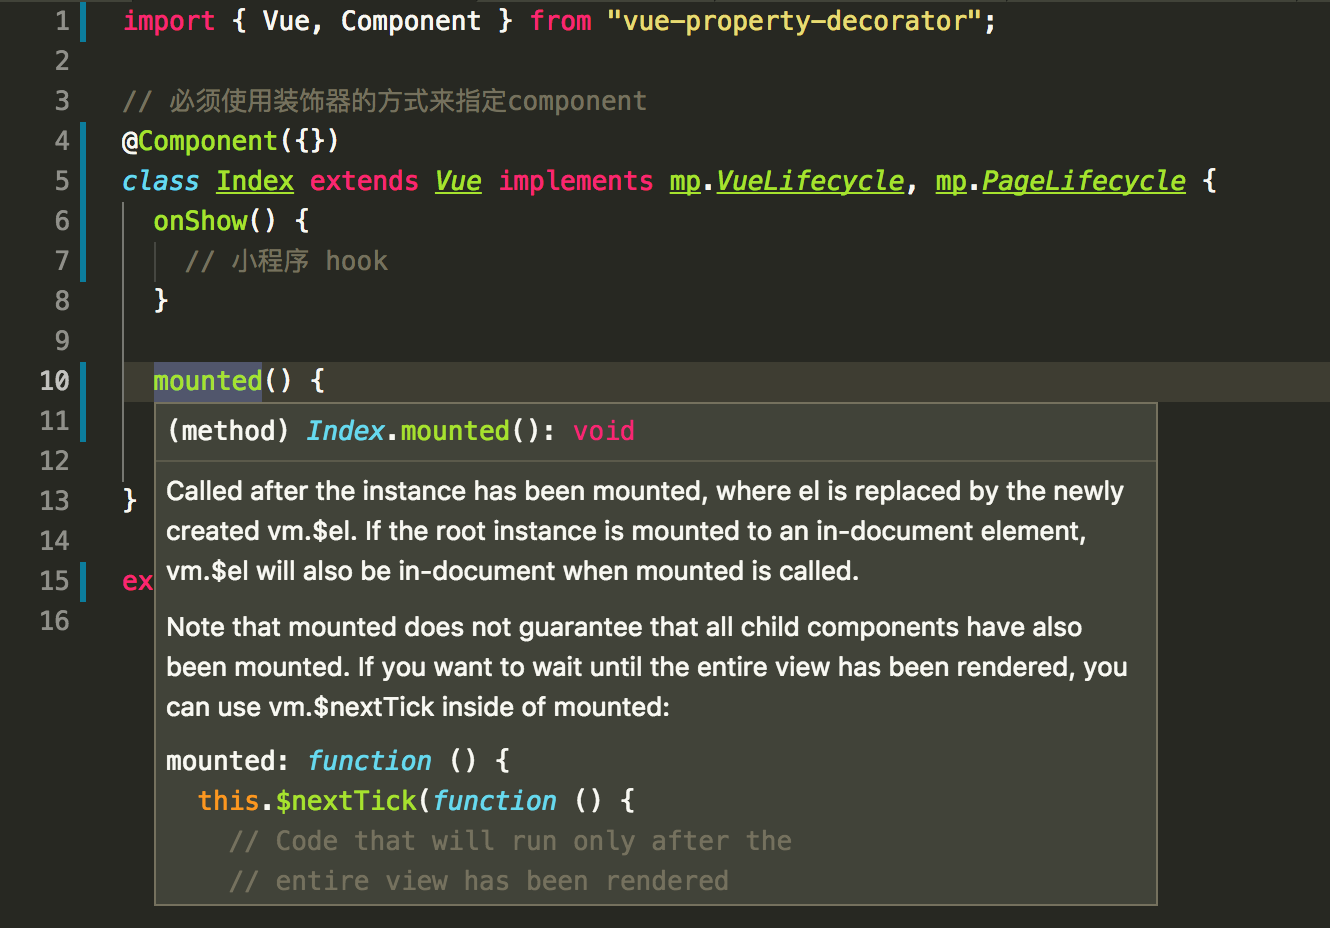 1 import { Vue, Component } from "vue-property-decorator";
2
3 // 必须使用装饰器的方式来指定component
4 @Component({})
5 class Index extends Vue implements mp.VueLifecycle, mp.PageLifecycle {
6 onShow() {
7 // 小程序 hook
8 }
9
10 mounted() {
11
(method) Index.mounted(): void
12
13 }
14
15 ex
16
Called after the instance has been mounted, where el is replaced by the newly
created vm.$el. If the root instance is mounted to an in-document element,
vm.$el will also be in-document when mounted is called.
Note that mounted does not guarantee that all child components have also
been mounted. If you want to wait until the entire view has been rendered, you
can use vm.$nextTick inside of mounted:
mounted: function () {
this.$nextTick(function () {
// Code that will run only after the
// entire view has been rendered